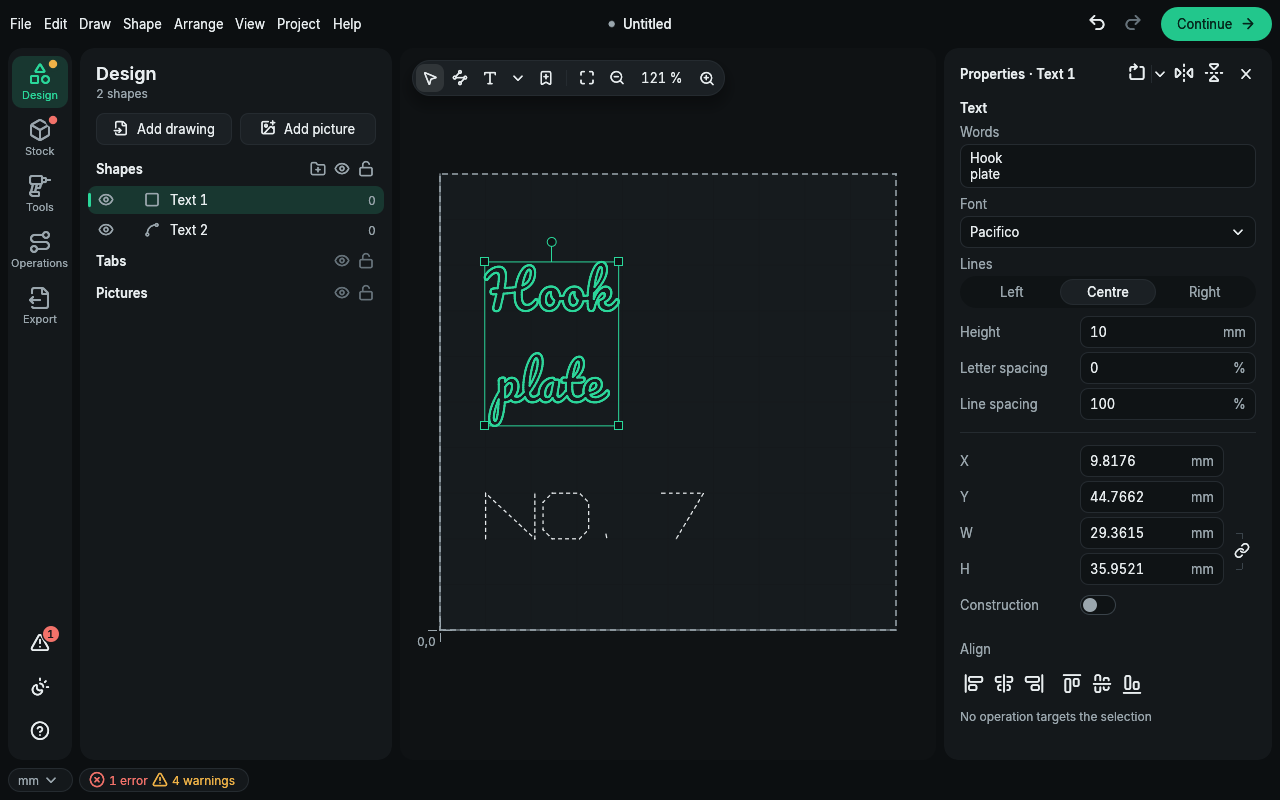 File Edit Draw Shape Arrange View Project Help
Untitled
Continue
Design
Stock
Tools
Operations
Export
1
Design
2 shapes
Add drawing
Add picture
Shapes
Text 1 0
Text 2 0
Tabs
Pictures
121 %
Hook
plate
NO. 7
0,0
Properties · Text 1
Text
Words
Hook
plate
Font
Pacifico
Lines
Left Centre Right
Height 10 mm
Letter spacing 0 %
Line spacing 100 %
X 9.8176 mm
Y 44.7662 mm
W 29.3615 mm
H 35.9521 mm
Construction
Align
No operation targets the selection
mm
1 error 4 warnings